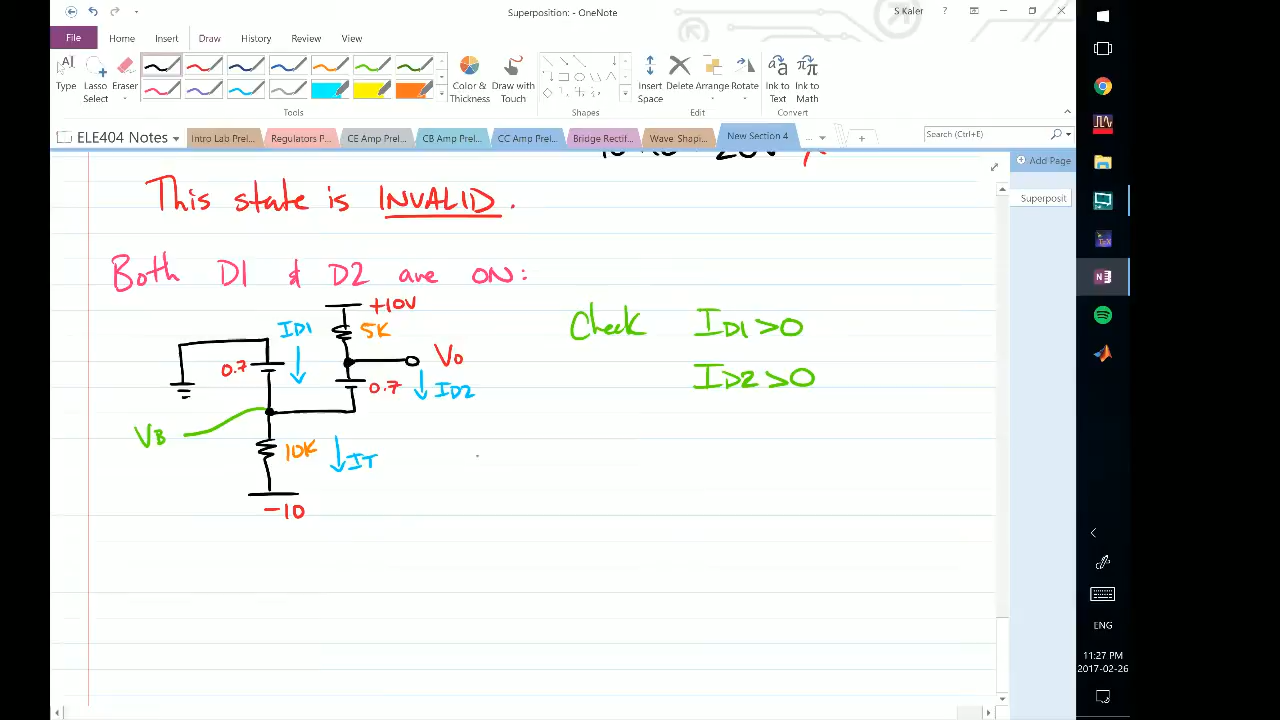 Superposition: - OneNote
S Kaler
?
File
Home
Insert
Draw
History
Review
View
Type
Lasso Select
Eraser
Color & Thickness
Draw with Touch
Insert Space
Delete
Arrange
Rotate
Ink to Text
Ink to Math
Tools
Shapes
Edit
Convert
ELE404 Notes
Intro Lab Prel...
Regulators P...
CE Amp Prel...
CB Amp Prel...
CC Amp Prel...
Bridge Rectif...
Wave Shapi...
New Section 4
...
+
Search (Ctrl+E)
Add Page
Superposit
This state is INVALID.
Both D1 & D2 are ON:
+10V
ID1
5K
0.7
Vo
0.7
ID2
VB
10K
IT
-10
Check ID1>0
ID2>0
ENG
11:27 PM
2017-02-26